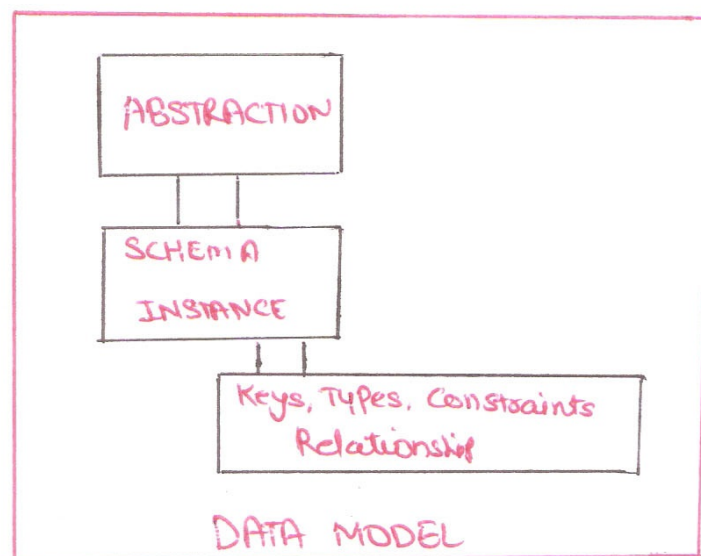 ABSTRACTION
SCHEMA
INSTANCE
Keys, Types, Constraints
Relationship
DATA MODEL